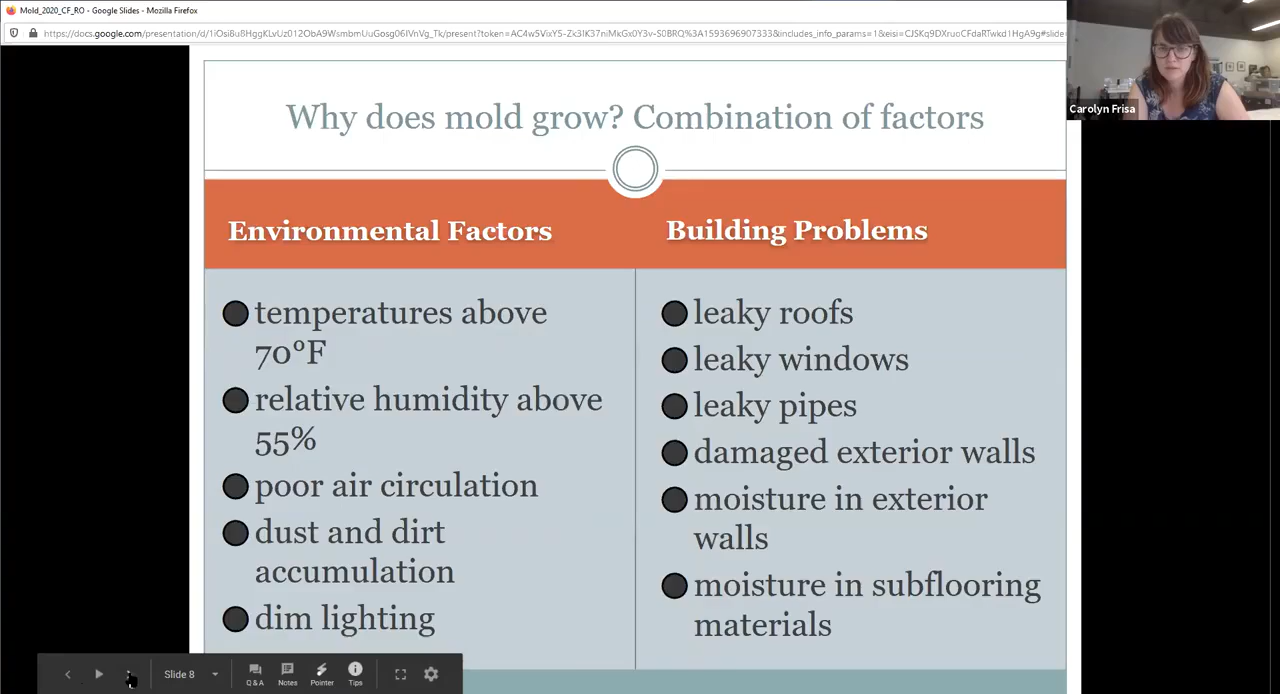 Mold_2020_CF_RO - Google Slides - Mozilla Firefox
Carolyn Frisa
Why does mold grow? Combination of factors
Environmental Factors
temperatures above
70°F
relative humidity above
55%
poor air circulation
dust and dirt
accumulation
dim lighting
Building Problems
leaky roofs
leaky windows
leaky pipes
damaged exterior walls
moisture in exterior
walls
moisture in subflooring
materials
Slide 8
Q & A
Notes
Pointer
Tips